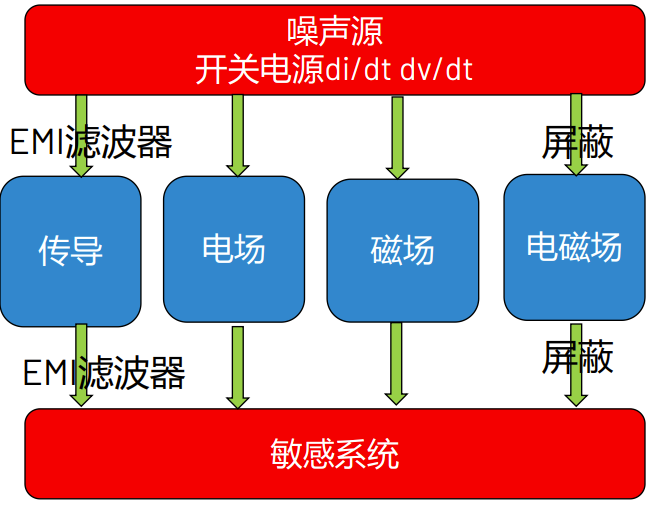 噪声源
开关电源di/dt dv/dt
EMI滤波器
屏蔽
传导
电场
磁场
电磁场
EMI滤波器
屏蔽
敏感系统